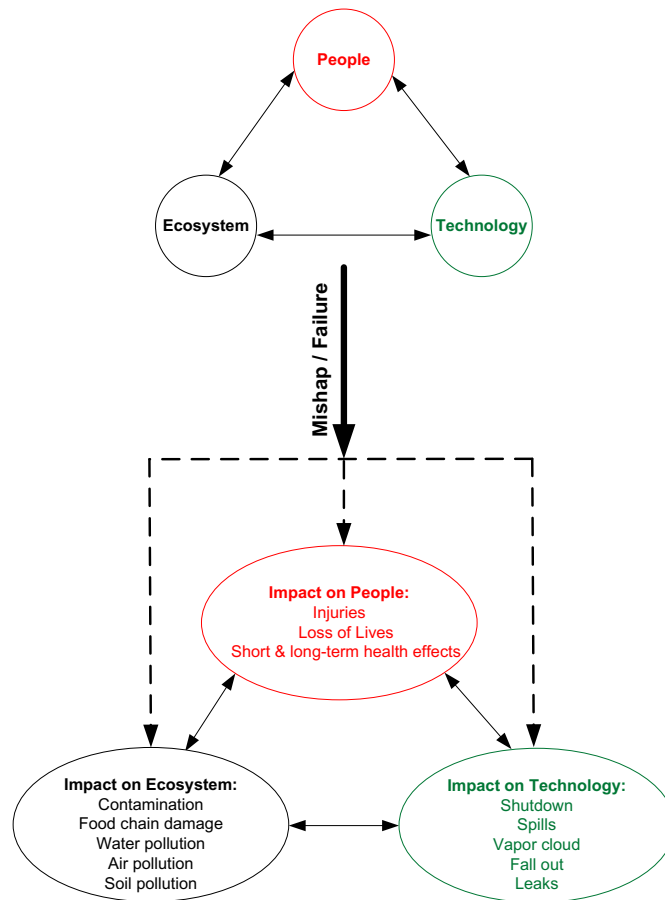 People
Ecosystem
Technology
Mishap / Failure
Impact on People:
Injuries
Loss of Lives
Short & long-term health effects
Impact on Ecosystem:
Contamination
Food chain damage
Water pollution
Air pollution
Soil pollution
Impact on Technology:
Shutdown
Spills
Vapor cloud
Fall out
Leaks